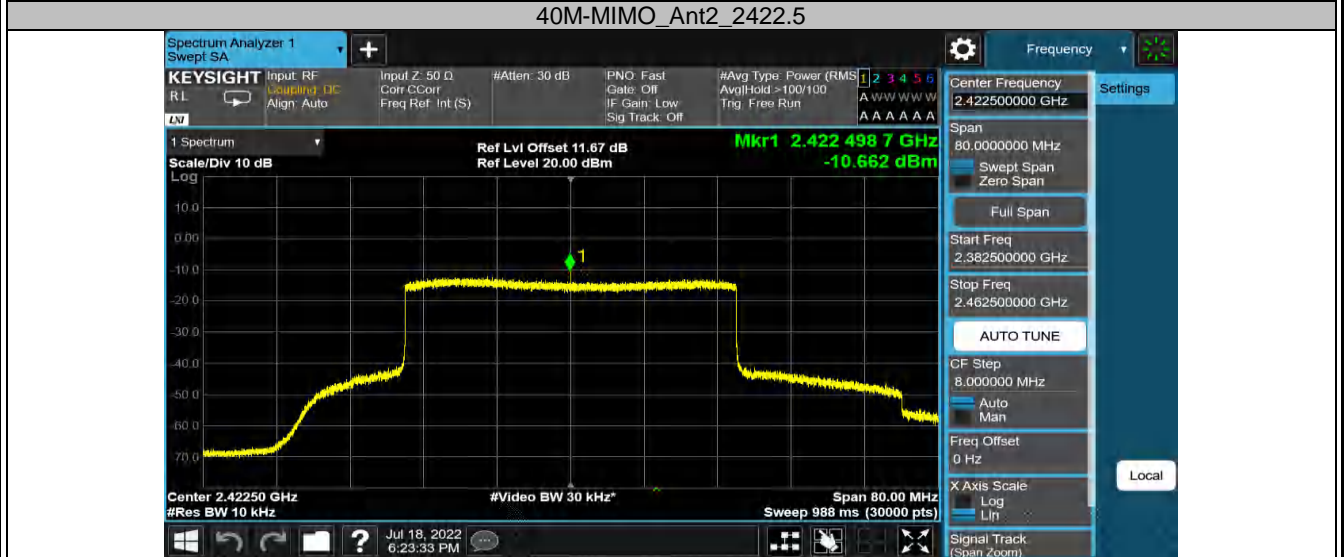 40M-MIMO_Ant2_2422.5
Spectrum Analyzer 1
Swept SA
+
Frequency
KEYSIGHT
RL
LXI
Input: RF
Coupling: DC
Align: Auto
Input Z: 50 Ω
Corr CCorr
Freq Ref: Int (S)
#Atten: 30 dB
PNO: Fast
Gate: Off
IF Gain: Low
Sig Track: Off
#Avg Type: Power (RMS
Avg|Hold >100/100
Trig: Free Run
1 2 3 4 5 6
A W W W W W
A A A A A A
Center Frequency
2.422500000 GHz
Settings
1 Spectrum
Scale/Div 10 dB
Log
Ref Lvl Offset 11.67 dB
Ref Level 20.00 dBm
Mkr1 2.422 498 7 GHz
-10.662 dBm
Span
80.0000000 MHz
Swept Span
Zero Span
Full Span
Start Freq
2.382500000 GHz
Stop Freq
2.462500000 GHz
AUTO TUNE
CF Step
8.000000 MHz
Auto
Man
Freq Offset
0 Hz
X Axis Scale
Log
Lin
Signal Track
(Span Zoom)
Local
10.0
0.00
-10.0
-20.0
-30.0
-40.0
-50.0
-60.0
-70.0
1
Center 2.42250 GHz
#Res BW 10 kHz
#Video BW 30 kHz*
Span 80.00 MHz
Sweep 988 ms (30000 pts)
?
Jul 18, 2022
6:23:33 PM